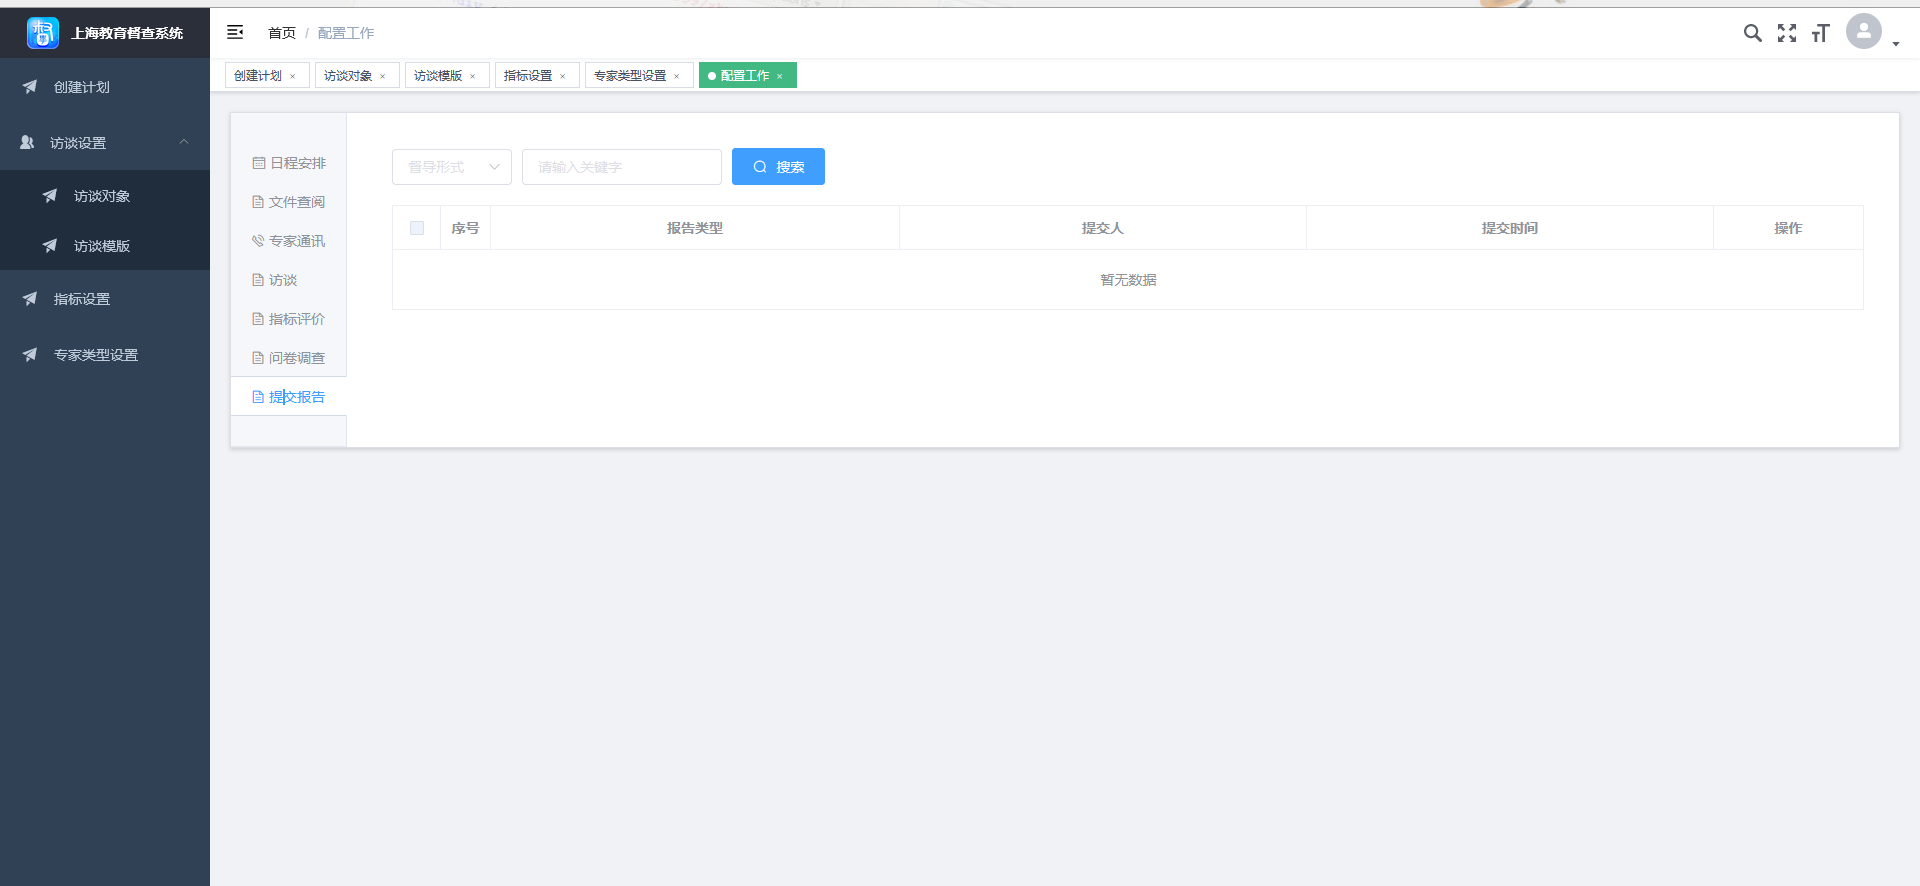 上海教育督查系统
首页 / 配置工作
创建计划 ×
访谈对象 ×
访谈模版 ×
指标设置 ×
专家类型设置 ×
配置工作 ×
创建计划
访谈设置
访谈对象
访谈模版
指标设置
专家类型设置
日程安排
文件查阅
专家通讯
访谈
指标评价
问卷调查
提交报告
督导形式
请输入关键字
搜索
序号 报告类型 提交人 提交时间 操作
暂无数据